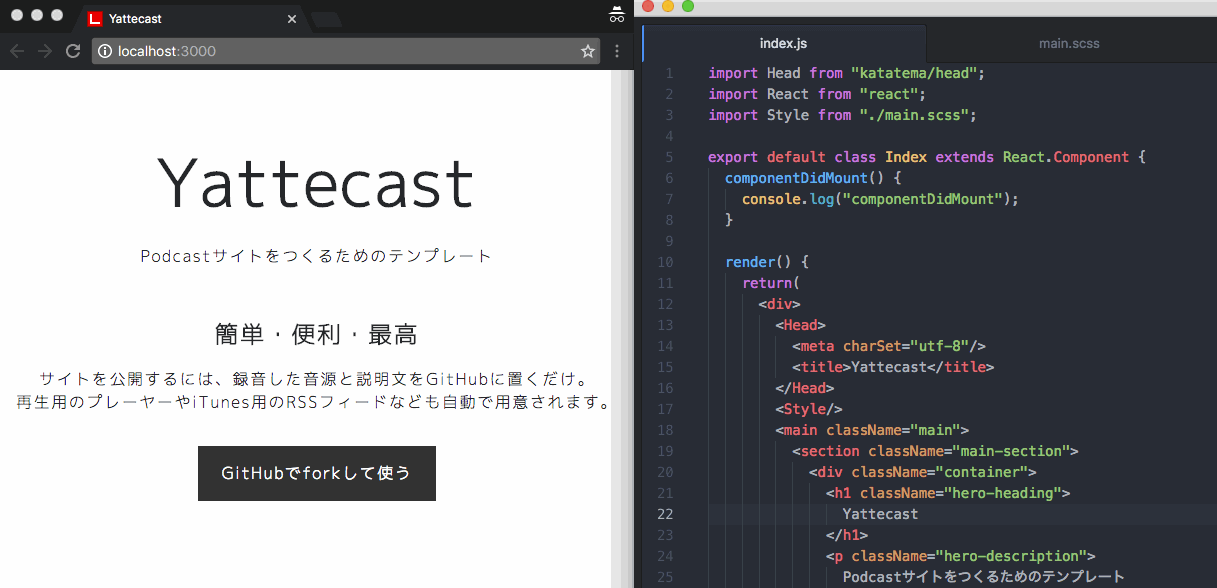 Yattecast
localhost:3000
Yattecast
Podcastサイトをつくるためのテンプレート
簡単・便利・最高
サイトを公開するには、録音した音源と説明文をGitHubに置くだけ。
再生用のプレーヤーやiTunes用のRSSフィードなども自動で用意されます。
GitHubでforkして使う
index.js
main.scss
1 import Head from "katatema/head";
2 import React from "react";
3 import Style from "./main.scss";
4
5 export default class Index extends React.Component {
6 componentDidMount() {
7 console.log("componentDidMount");
8 }
9
10 render() {
11 return(
12 <div>
13 <Head>
14 <meta charSet="utf-8"/>
15 <title>Yattecast</title>
16 </Head>
17 <Style/>
18 <main className="main">
19 <section className="main-section">
20 <div className="container">
21 <h1 className="hero-heading">
22 Yattecast
23 </h1>
24 <p className="hero-description">
25 Podcastサイトをつくるためのテンプレート